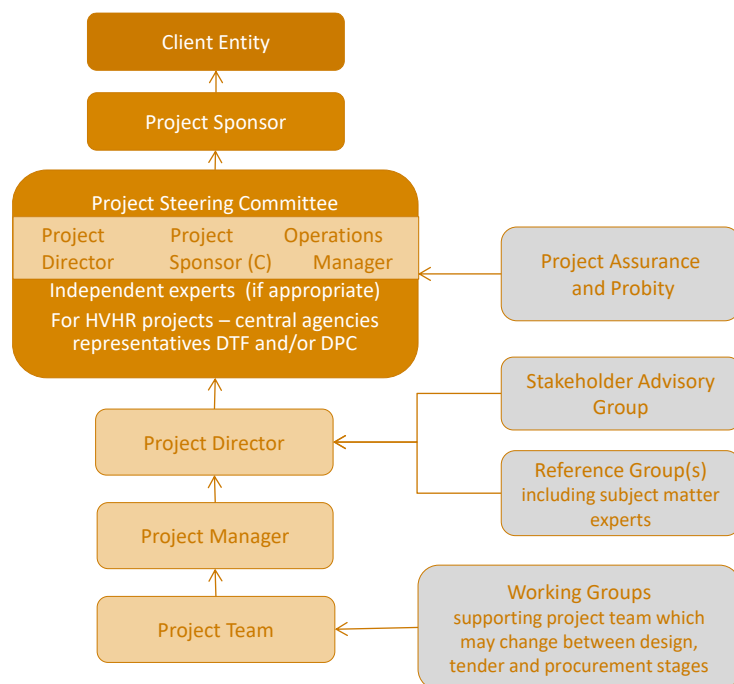 Client Entity
Project Sponsor
Project Steering Committee
Project Director
Project Sponsor (C)
Operations Manager
Independent experts (if appropriate)
For HVHR projects – central agencies
representatives DTF and/or DPC
Project Assurance
and Probity
Stakeholder Advisory
Group
Project Director
Reference Group(s)
including subject matter
experts
Project Manager
Working Groups
supporting project team which
may change between design,
tender and procurement stages
Project Team